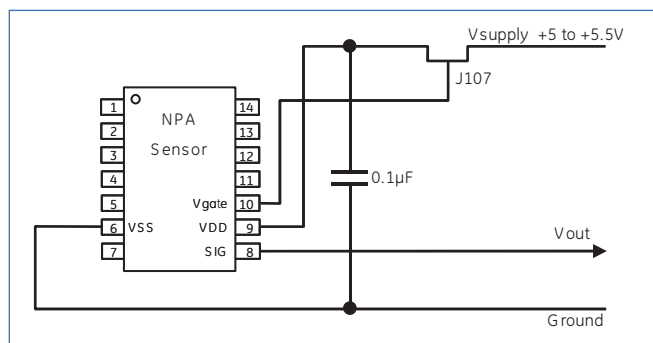 Vsupply +5 to +5.5V
J107
NPA
Sensor
1
2
3
4
5
6
7
14
13
12
11
Vgate 10
VDD 9
SIG 8
VSS
0.1µF
Vout
Ground